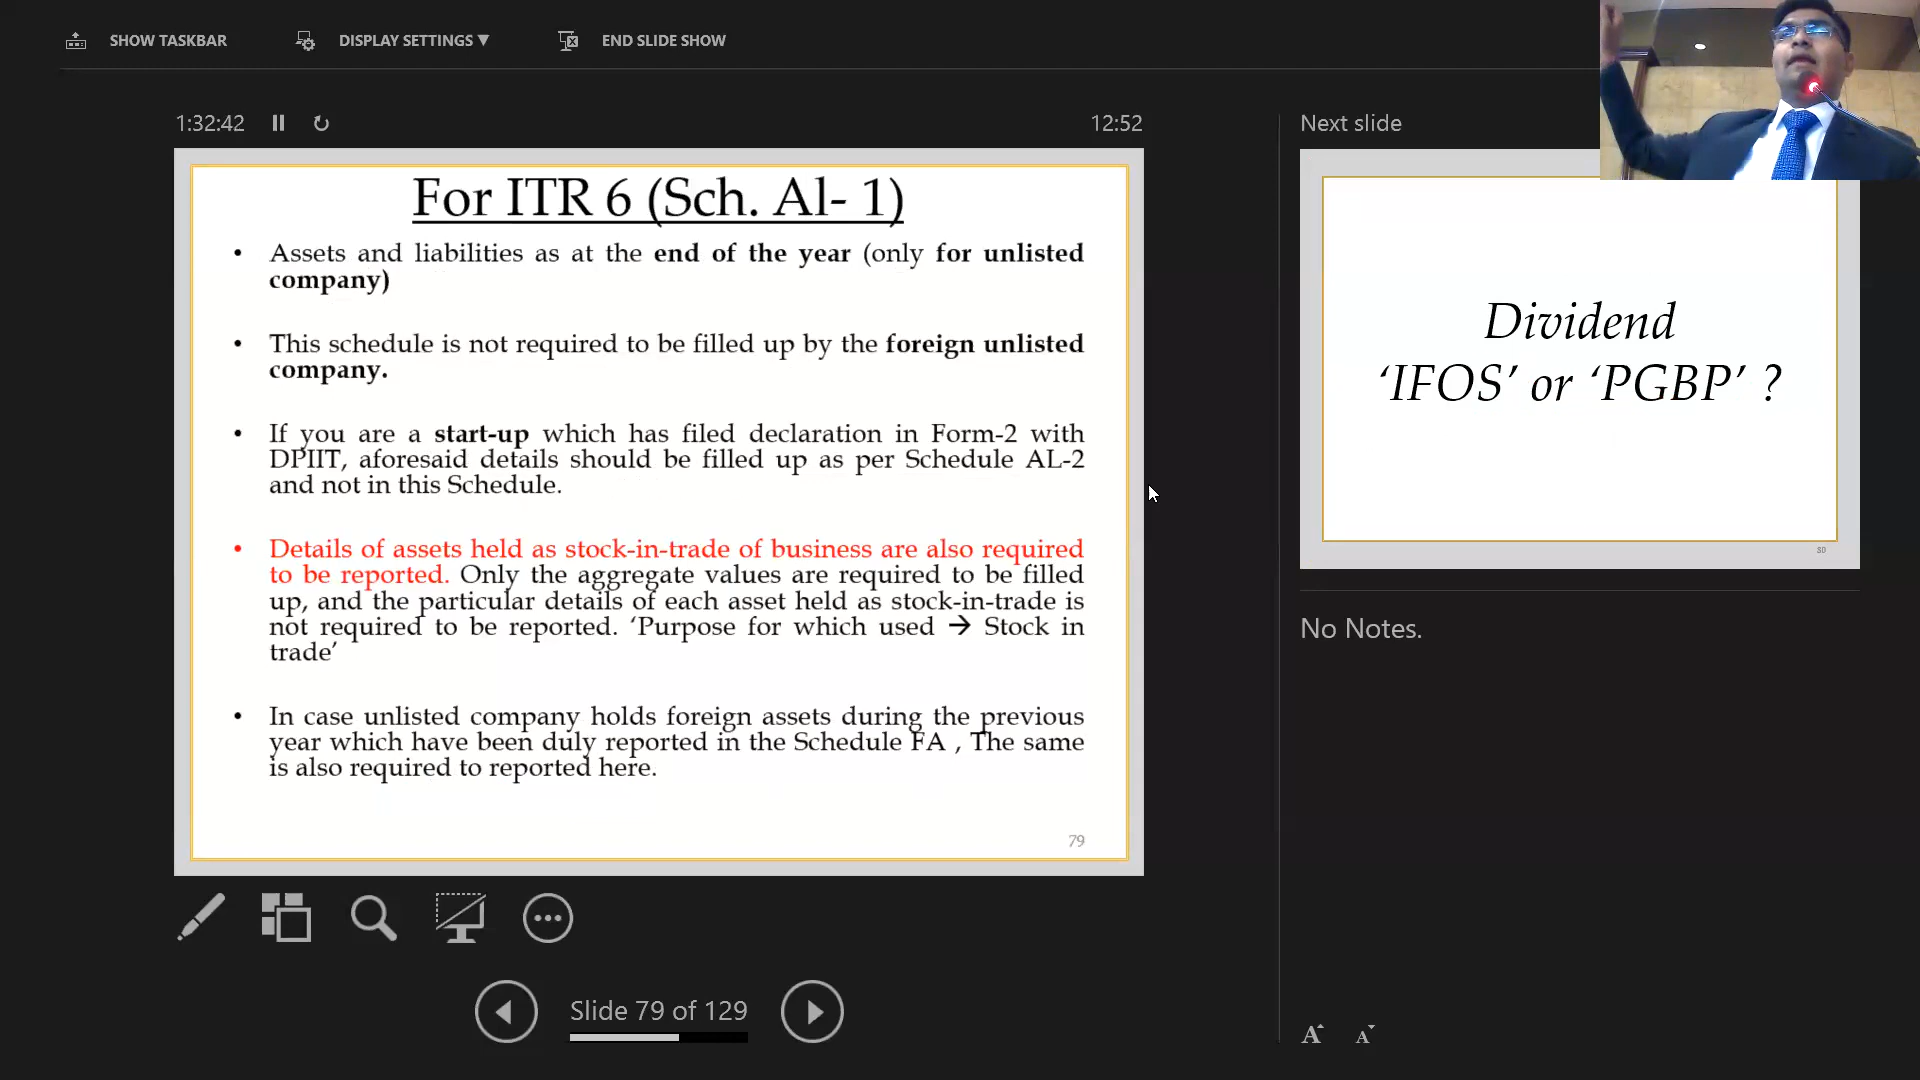 SHOW TASKBAR
DISPLAY SETTINGS ▼
END SLIDE SHOW
1:32:42
12:52
For ITR 6 (Sch. Al- 1)
• Assets and liabilities as at the end of the year (only for unlisted
company)
• This schedule is not required to be filled up by the foreign unlisted
company.
• If you are a start-up which has filed declaration in Form-2 with
DPIIT, aforesaid details should be filled up as per Schedule AL-2
and not in this Schedule.
• Details of assets held as stock-in-trade of business are also required
to be reported. Only the aggregate values are required to be filled
up, and the particular details of each asset held as stock-in-trade is
not required to be reported. ‘Purpose for which used → Stock in
trade’
• In case unlisted company holds foreign assets during the previous
year which have been duly reported in the Schedule FA , The same
is also required to reported here.
79
Slide 79 of 129
Next slide
Dividend
‘IFOS’ or ‘PGBP’ ?
80
No Notes.
A A